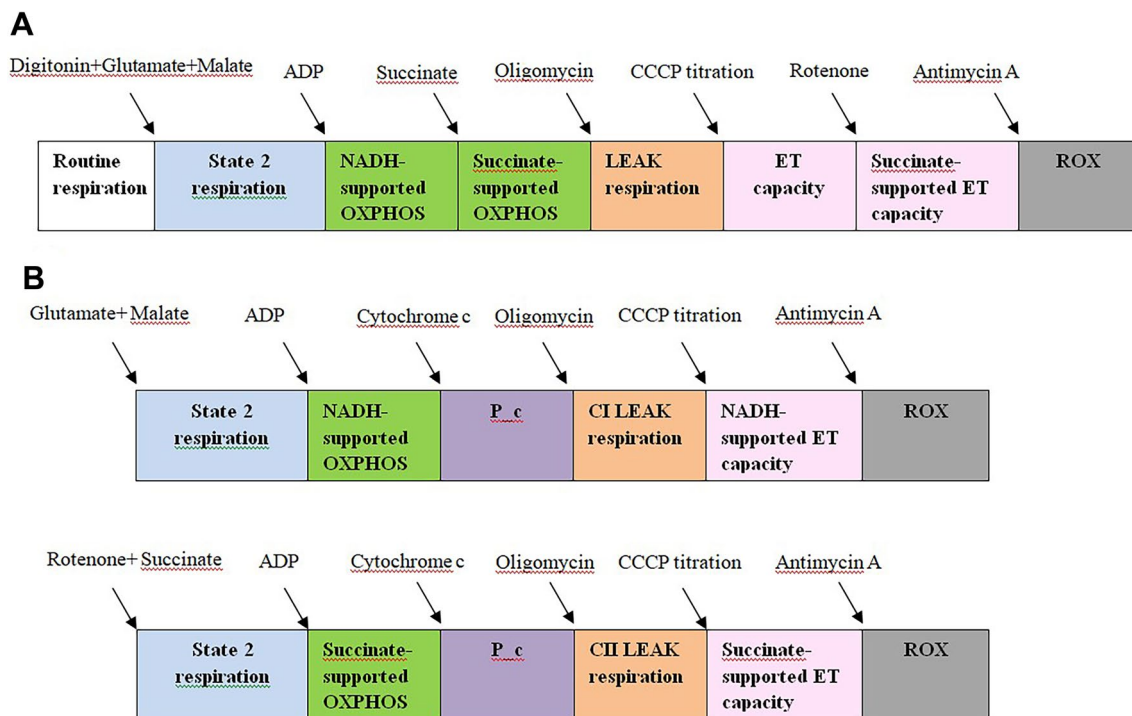 A
Digitonin+Glutamate+Malate ADP Succinate Oligomycin CCCP titration Rotenone Antimycin A
Routine respiration
State 2 respiration
NADH-supported OXPHOS
Succinate-supported OXPHOS
LEAK respiration
ET capacity
Succinate-supported ET capacity
ROX
B
Glutamate+ Malate ADP Cytochrome c Oligomycin CCCP titration Antimycin A
State 2 respiration
NADH-supported OXPHOS
P_c
CI LEAK respiration
NADH-supported ET capacity
ROX
Rotenone+ Succinate ADP Cytochrome c Oligomycin CCCP titration Antimycin A
State 2 respiration
Succinate-supported OXPHOS
P_c
CII LEAK respiration
Succinate-supported ET capacity
ROX